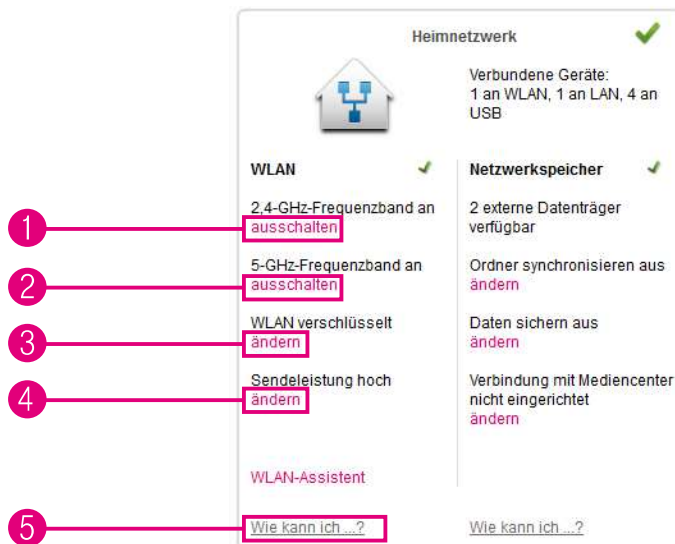 Heimnetzwerk
Verbundene Geräte:
1 an WLAN, 1 an LAN, 4 an
USB
WLAN
2,4-GHz-Frequenzband an
1
ausschalten
5-GHz-Frequenzband an
2
ausschalten
WLAN verschlüsselt
3
ändern
Sendeleistung hoch
4
ändern
WLAN-Assistent
5
Wie kann ich ...?
Netzwerkspeicher
2 externe Datenträger
verfügbar
Ordner synchronisieren aus
ändern
Daten sichern aus
ändern
Verbindung mit Mediencenter
nicht eingerichtet
ändern
Wie kann ich ...?